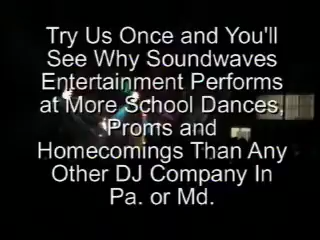 Try Us Once and You'll
See Why Soundwaves
Entertainment Performs
at More School Dances,
Proms and
Homecomings Than Any
Other DJ Company In
Pa. or Md.